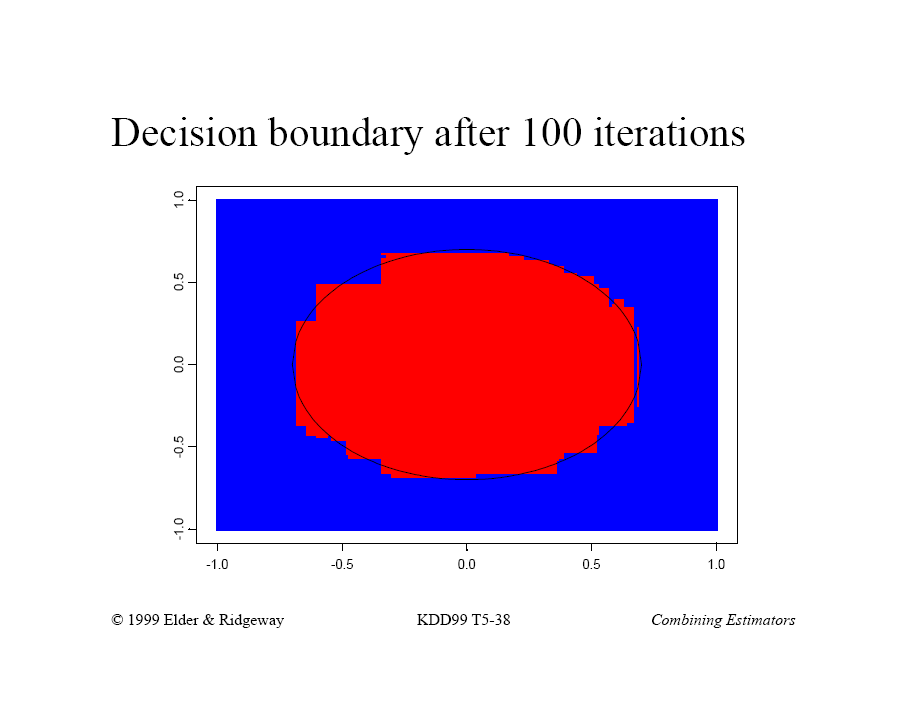 Decision boundary after 100 iterations
1.0
0.5
0.0
-0.5
-1.0
-1.0 -0.5 0.0 0.5 1.0
© 1999 Elder & Ridgeway KDD99 T5-38 Combining Estimators